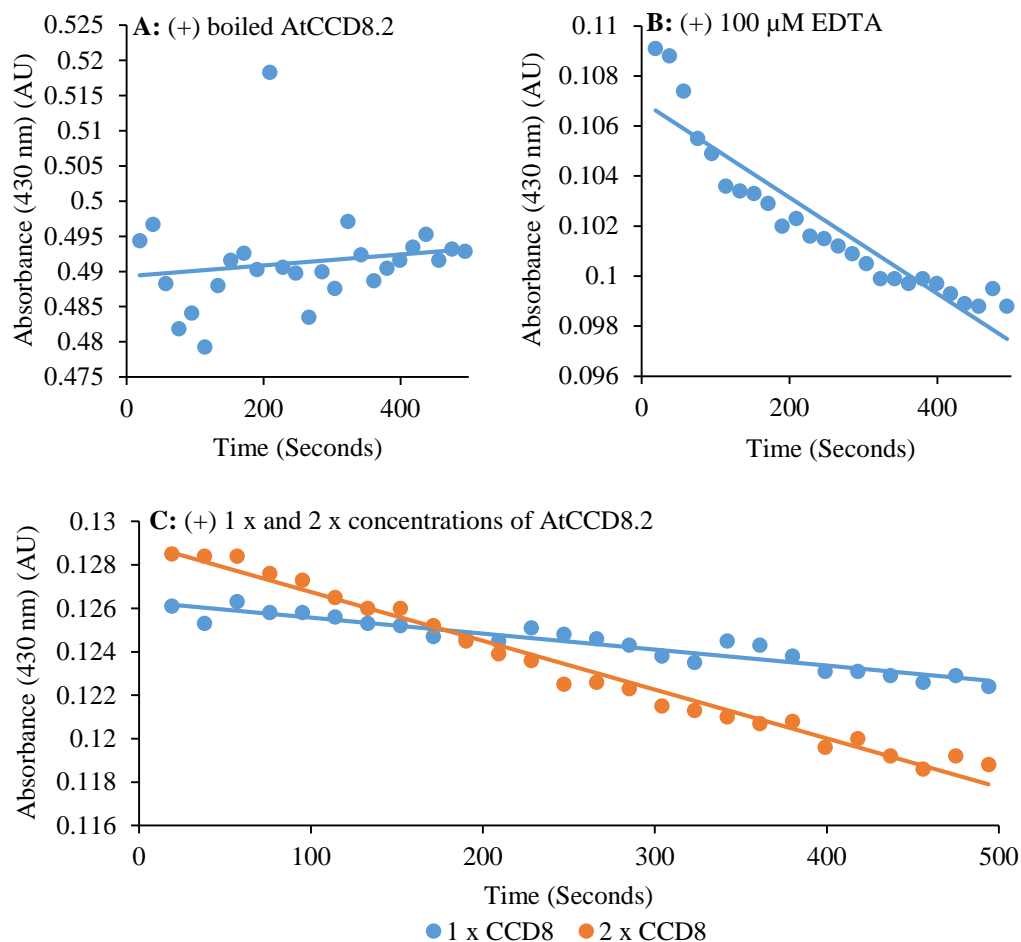 A: (+) boiled AtCCD8.2
Absorbance (430 nm) (AU)
0.525
0.52
0.515
0.51
0.505
0.5
0.495
0.49
0.485
0.48
0.475
0 200 400
Time (Seconds)
B: (+) 100 µM EDTA
Absorbance (430 nm) (AU)
0.11
0.108
0.106
0.104
0.102
0.1
0.098
0.096
0 200 400
Time (Seconds)
C: (+) 1 x and 2 x concentrations of AtCCD8.2
Absorbance (430 nm) (AU)
0.13
0.128
0.126
0.124
0.122
0.12
0.118
0.116
0 100 200 300 400 500
Time (Seconds)
1 x CCD8 2 x CCD8